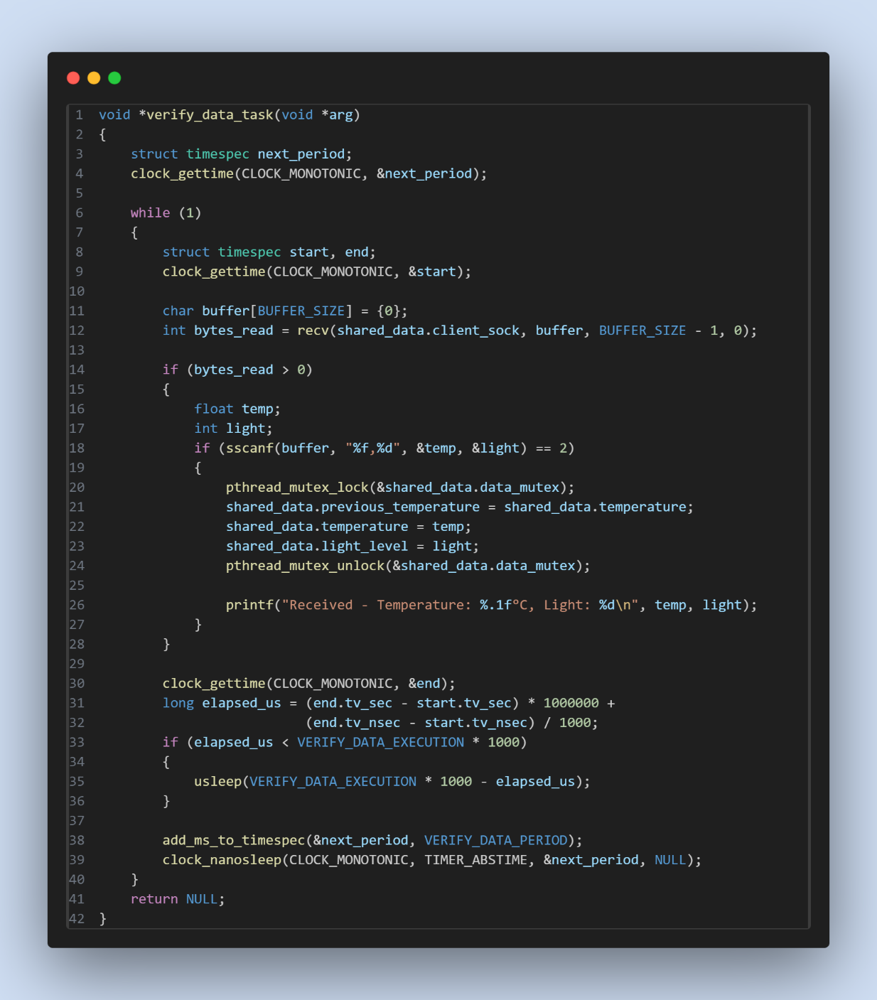 1 void *verify_data_task(void *arg)
2 {
3     struct timespec next_period;
4     clock_gettime(CLOCK_MONOTONIC, &next_period);
5
6     while (1)
7     {
8         struct timespec start, end;
9         clock_gettime(CLOCK_MONOTONIC, &start);
10
11         char buffer[BUFFER_SIZE] = {0};
12         int bytes_read = recv(shared_data.client_sock, buffer, BUFFER_SIZE - 1, 0);
13
14         if (bytes_read > 0)
15         {
16             float temp;
17             int light;
18             if (sscanf(buffer, "%f,%d", &temp, &light) == 2)
19             {
20                 pthread_mutex_lock(&shared_data.data_mutex);
21                 shared_data.previous_temperature = shared_data.temperature;
22                 shared_data.temperature = temp;
23                 shared_data.light_level = light;
24                 pthread_mutex_unlock(&shared_data.data_mutex);
25
26                 printf("Received - Temperature: %.1f°C, Light: %d\n", temp, light);
27             }
28         }
29
30         clock_gettime(CLOCK_MONOTONIC, &end);
31         long elapsed_us = (end.tv_sec - start.tv_sec) * 1000000 +
32                           (end.tv_nsec - start.tv_nsec) / 1000;
33         if (elapsed_us < VERIFY_DATA_EXECUTION * 1000)
34         {
35             usleep(VERIFY_DATA_EXECUTION * 1000 - elapsed_us);
36         }
37
38         add_ms_to_timespec(&next_period, VERIFY_DATA_PERIOD);
39         clock_nanosleep(CLOCK_MONOTONIC, TIMER_ABSTIME, &next_period, NULL);
40     }
41     return NULL;
42 }